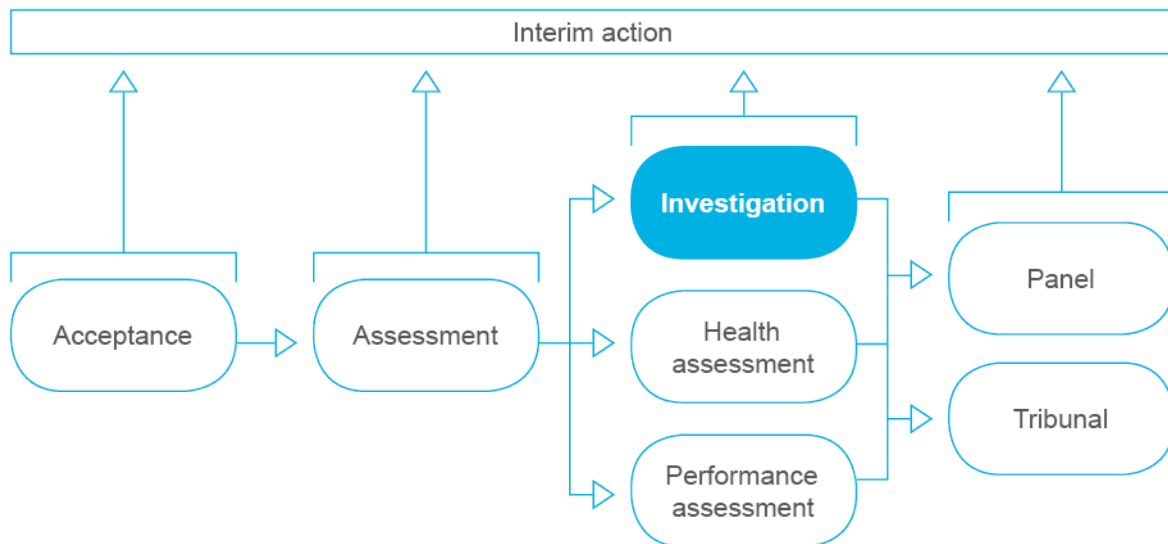 Interim action
Acceptance
Assessment
Investigation
Health
assessment
Performance
assessment
Panel
Tribunal